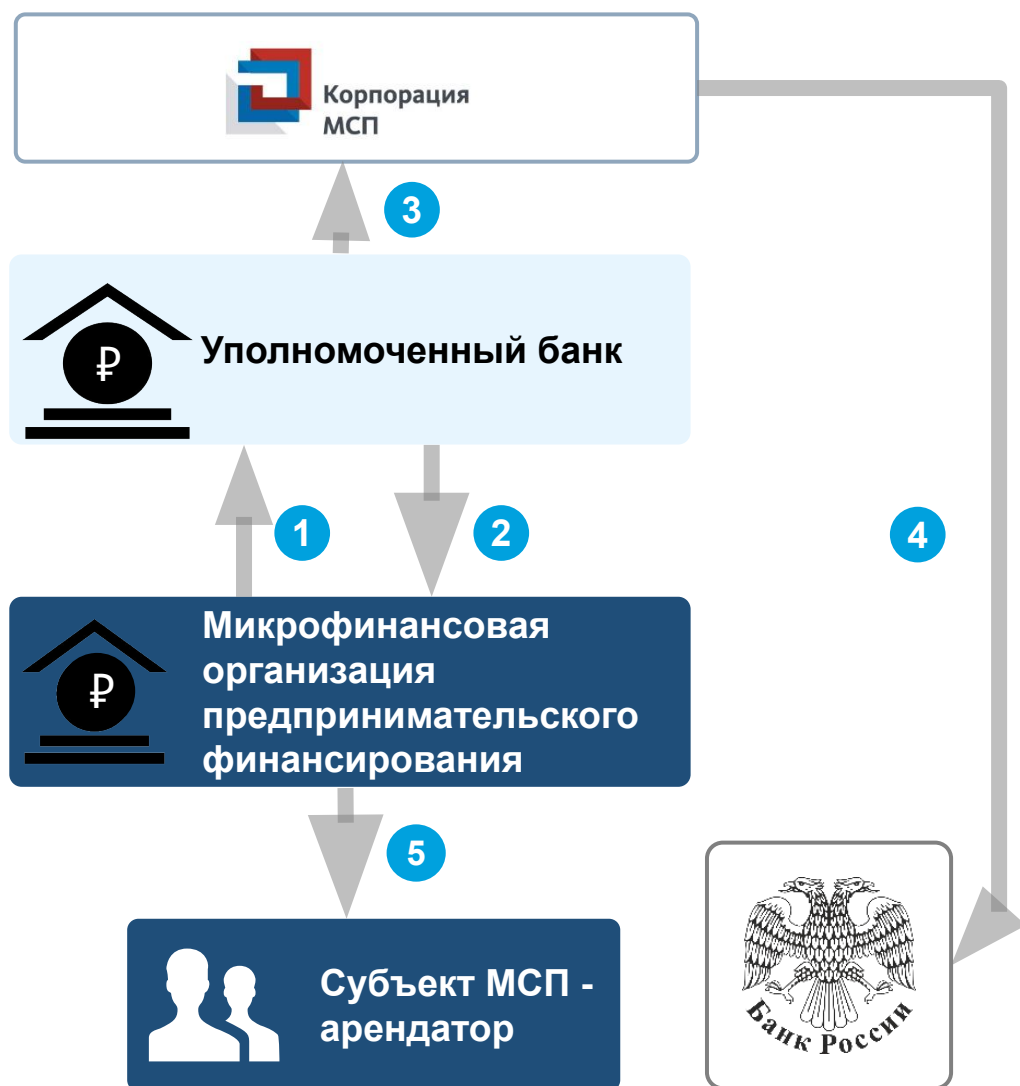 Корпорация
МСП
3
Уполномоченный банк
₽
1
2
4
Микрофинансовая
организация
предпринимательского
финансирования
₽
5
Субъект МСП -
арендатор
Банк России